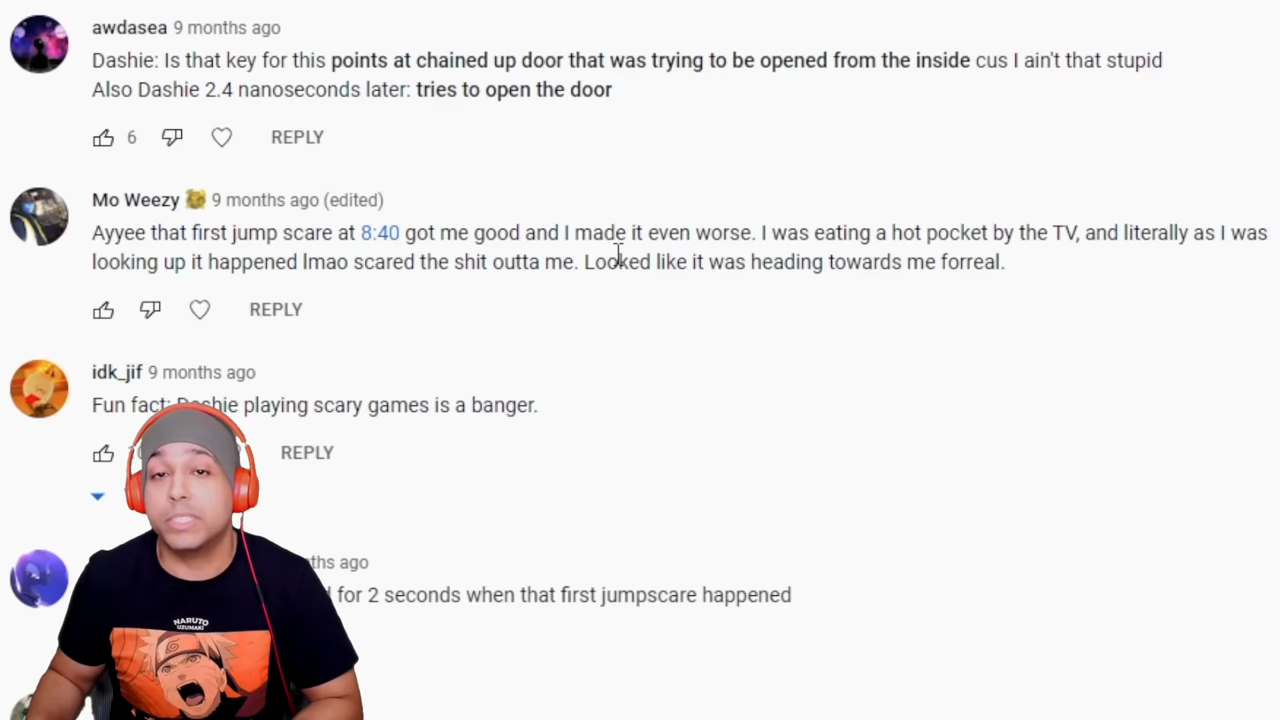 awdasea 9 months ago
Dashie: Is that key for this points at chained up door that was trying to be opened from the inside cus I ain't that stupid
Also Dashie 2.4 nanoseconds later: tries to open the door
6 REPLY
Mo Weezy 9 months ago (edited)
Ayyee that first jump scare at 8:40 got me good and I made it even worse. I was eating a hot pocket by the TV, and literally as I was
looking up it happened lmao scared the shit outta me. Looked like it was heading towards me forreal.
REPLY
idk_jif 9 months ago
Fun fact: Dashie playing scary games is a banger.
REPLY
ago
for 2 seconds when that first jumpscare happened
NARUTO
UZUMAKI